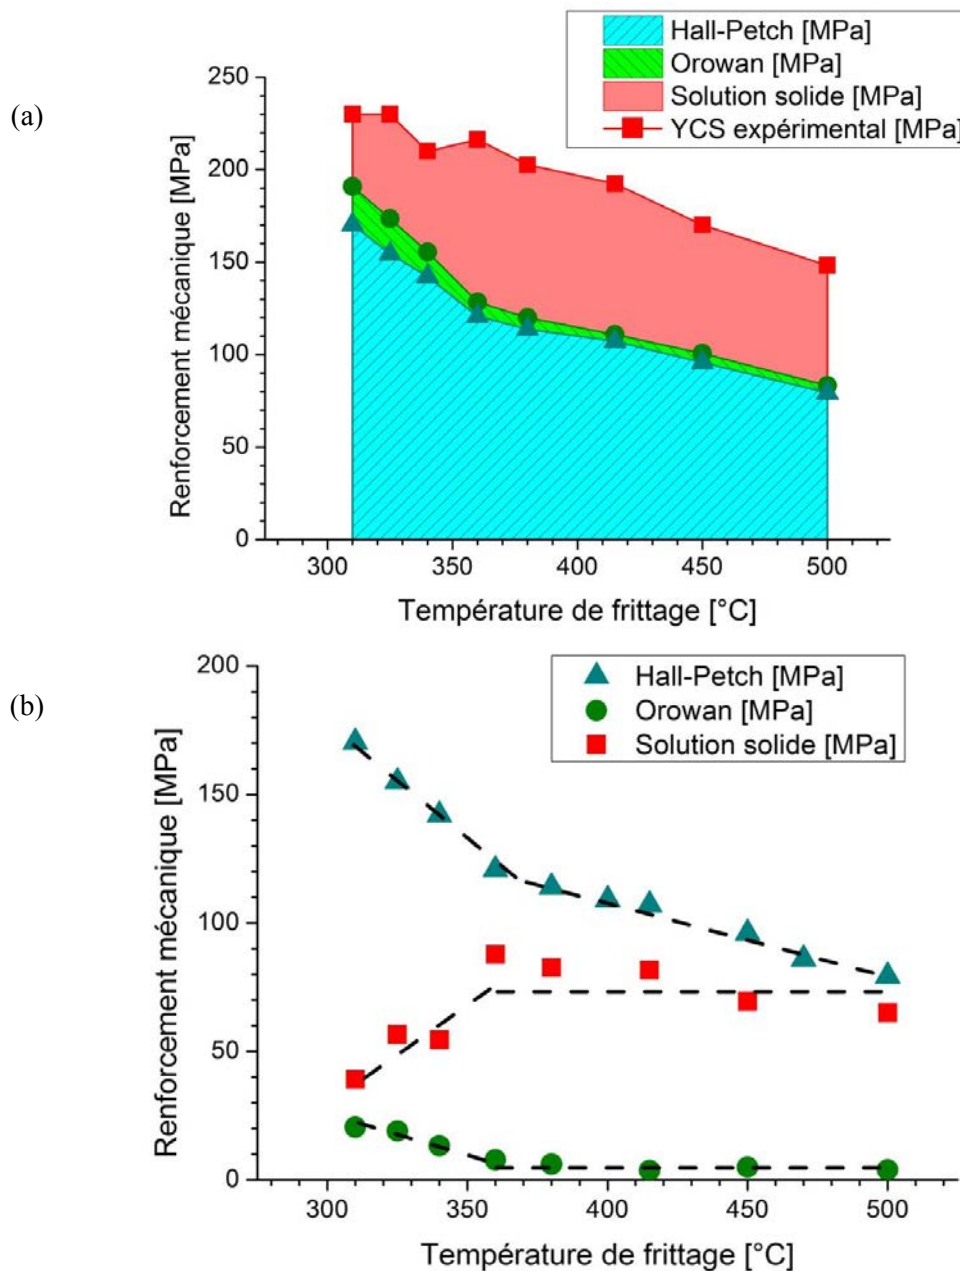 (a)
Hall-Petch [MPa]
Orowan [MPa]
Solution solide [MPa]
YCS expérimental [MPa]
Renforcement mécanique [MPa]
250
200
150
100
50
0
300
350
400
450
500
Température de frittage [°C]
(b)
Hall-Petch [MPa]
Orowan [MPa]
Solution solide [MPa]
Renforcement mécanique [MPa]
200
150
100
50
0
300
350
400
450
500
Température de frittage [°C]